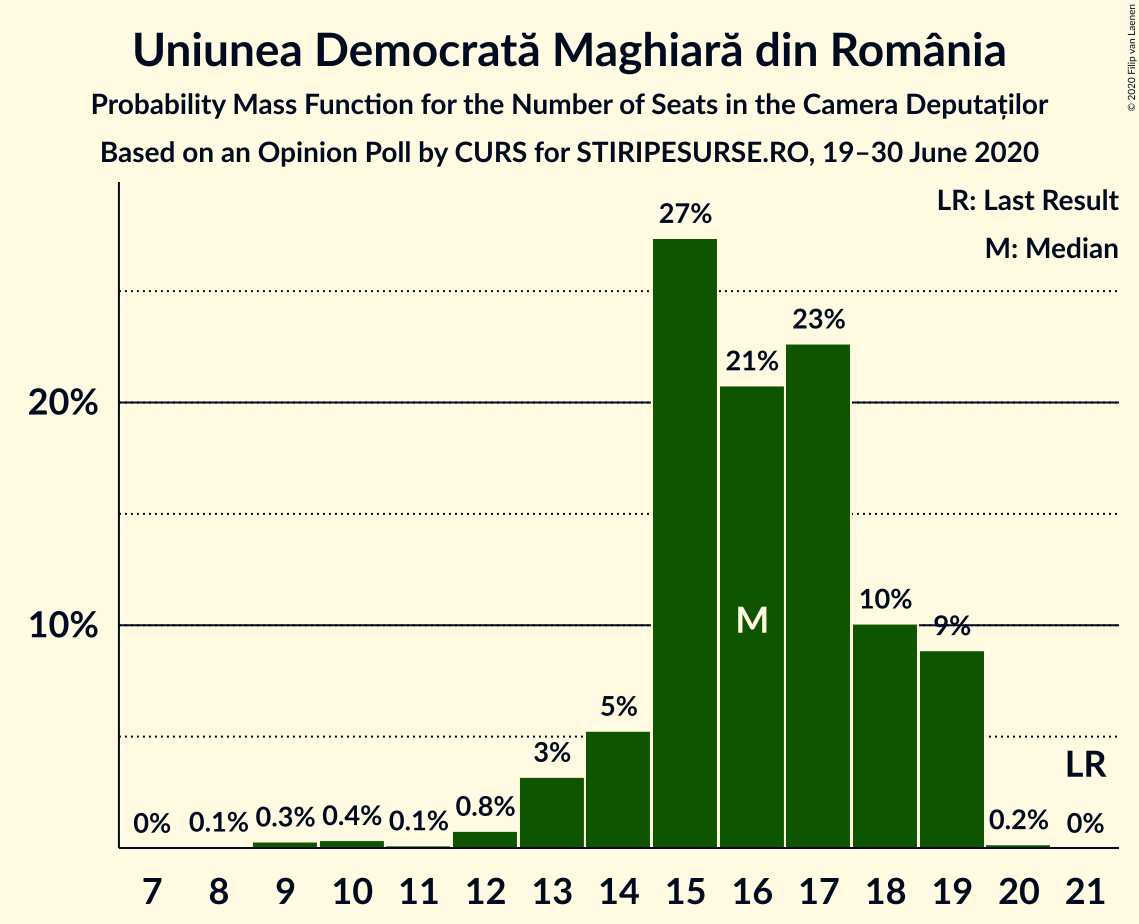 Uniunea Democrată Maghiară din România
Probability Mass Function for the Number of Seats in the Camera Deputaților
Based on an Opinion Poll by CURS for STIRIPESURSE.RO, 19–30 June 2020
© 2020 Filip van Laenen
LR: Last Result
M: Median
27%
23%
21%
20%
10%
10%
9%
M
5%
3%
LR
0%
0.1%
0.3%
0.4%
0.1%
0.8%
0.2%
0%
7 8 9 10 11 12 13 14 15 16 17 18 19 20 21